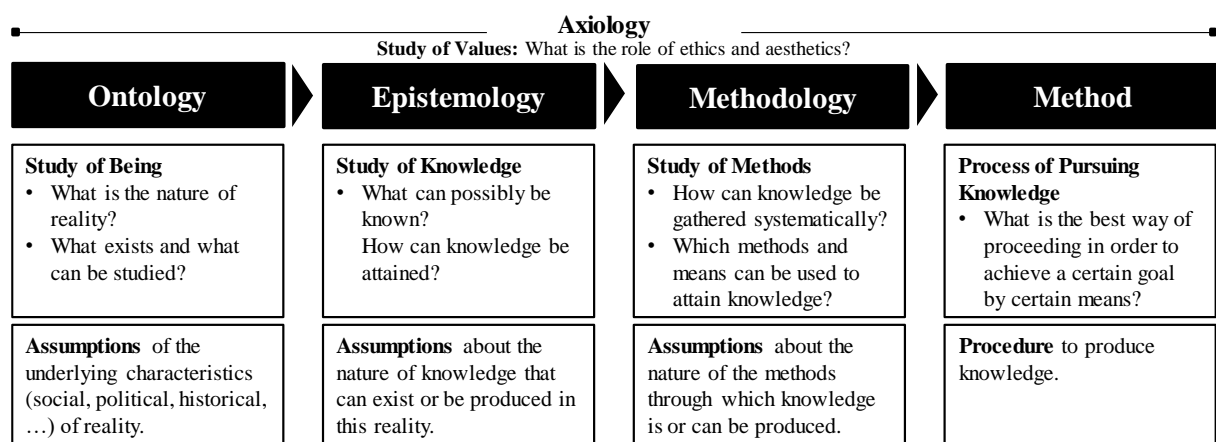 Axiology
Study of Values: What is the role of ethics and aesthetics?
Ontology
Epistemology
Methodology
Method
Study of Being
• What is the nature of
reality?
• What exists and what
can be studied?
Study of Knowledge
• What can possibly be
known?
How can knowledge be
attained?
Study of Methods
• How can knowledge be
gathered systematically?
• Which methods and
means can be used to
attain knowledge?
Process of Pursuing
Knowledge
• What is the best way of
proceeding in order to
achieve a certain goal
by certain means?
Assumptions of the
underlying characteristics
(social, political, historical,
…) of reality.
Assumptions about the
nature of knowledge that
can exist or be produced in
this reality.
Assumptions about the
nature of the methods
through which knowledge
is or can be produced.
Procedure to produce
knowledge.